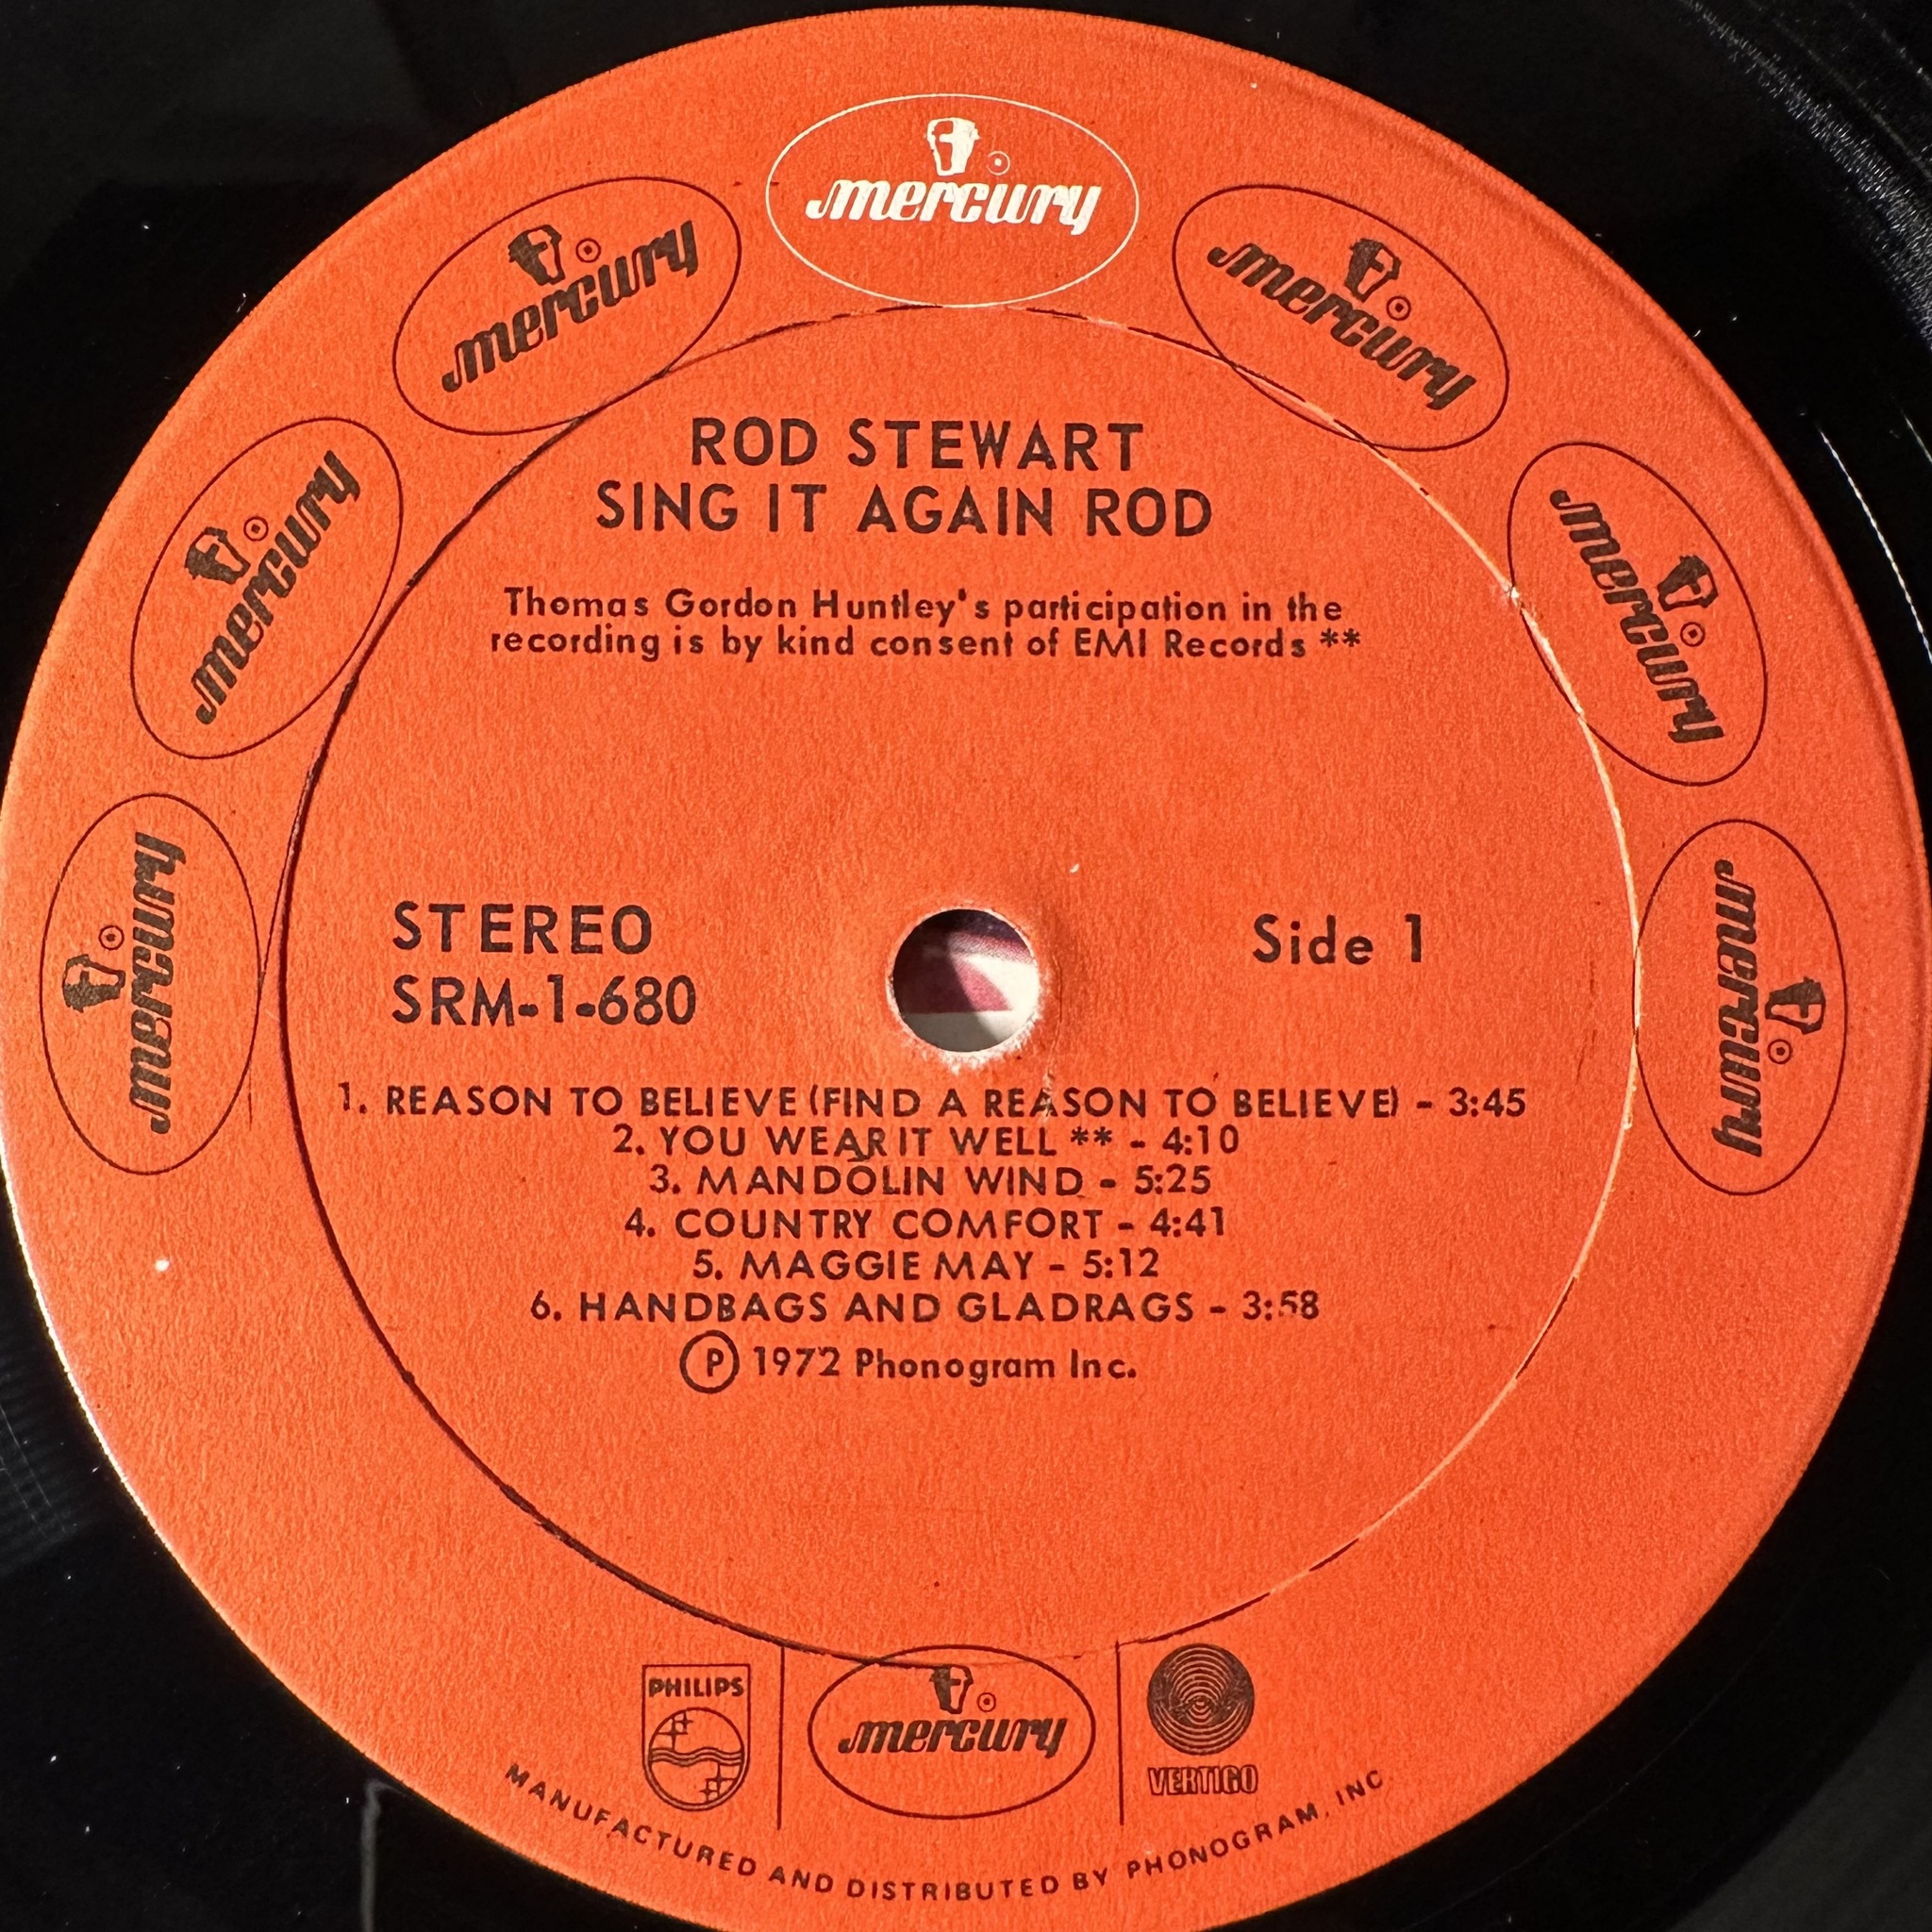 mercury
mercury
mercury
mercury
mercury
mercury
mercury
ROD STEWART
SING IT AGAIN ROD
Thomas Gordon Huntley's participation in the
recording is by kind consent of EMI Records **
STEREO
Side 1
SRM-1-680
1. REASON TO BELIEVE (FIND A REASON TO BELIEVE) - 3:45
2. YOU WEAR IT WELL ** - 4:10
3. MANDOLIN WIND - 5:25
4. COUNTRY COMFORT - 4:41
5. MAGGIE MAY - 5:12
6. HANDBAGS AND GLADRAGS - 3:58
Ⓟ 1972 Phonogram Inc.
PHILIPS
mercury
VERTIGO
MANUFACTURED AND DISTRIBUTED BY PHONOGRAM, INC.